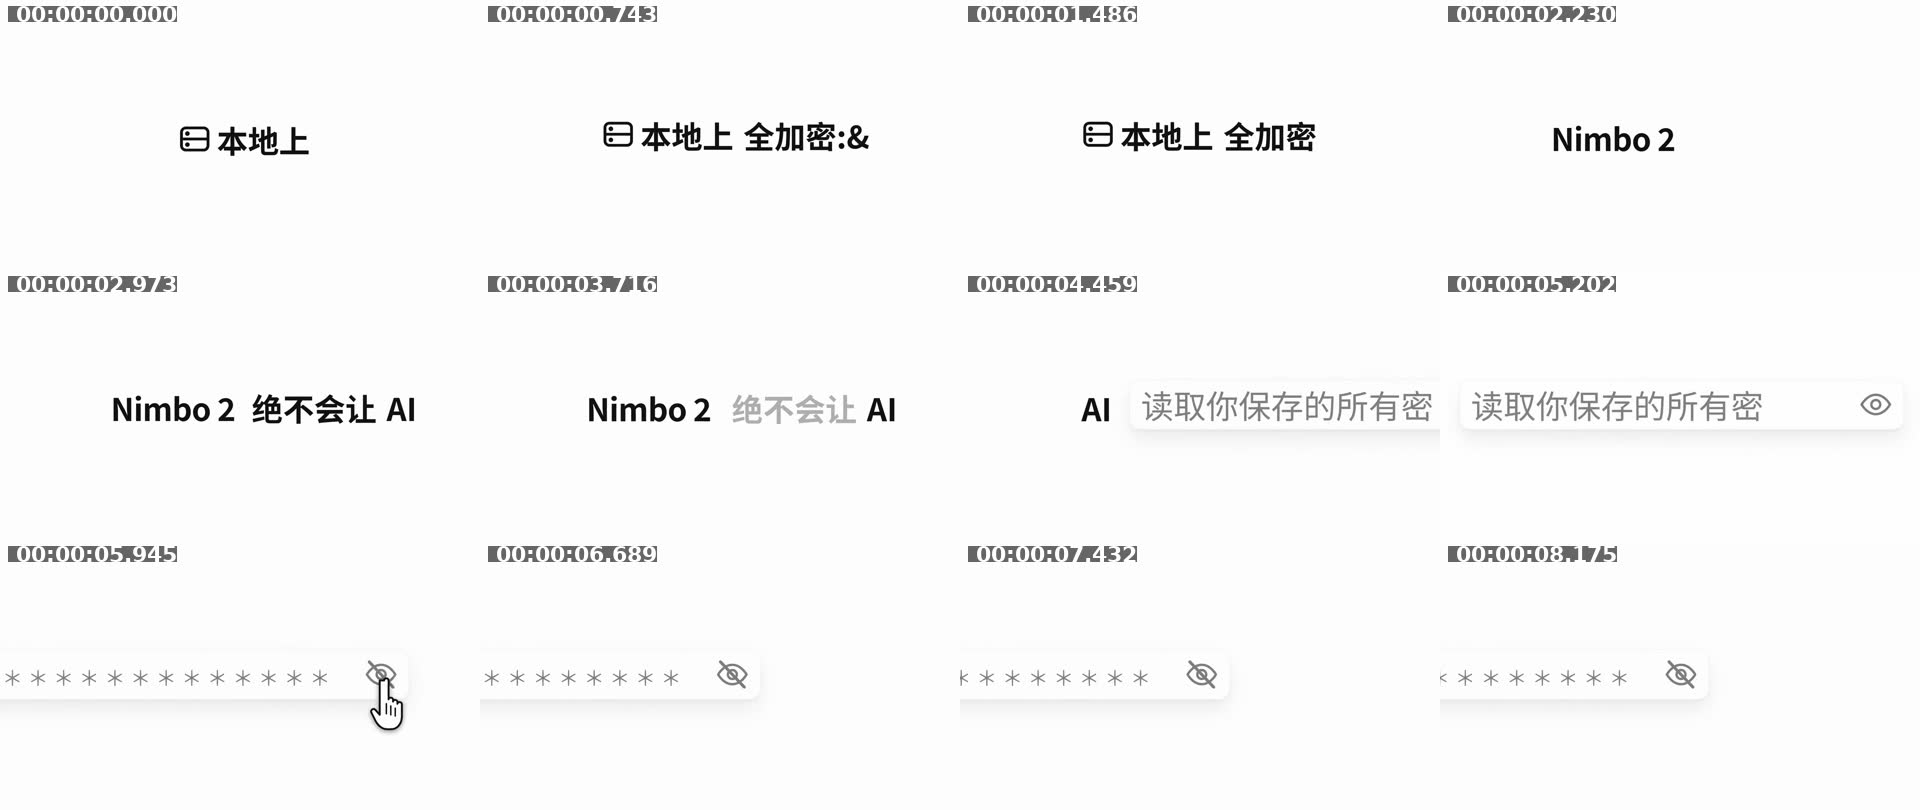 00:00:00.000
本地上
00:00:00.743
本地上 全加密:&
00:00:01.486
本地上 全加密
00:00:02.230
Nimbo 2
00:00:02.973
Nimbo 2 绝不会让 AI
00:00:03.716
Nimbo 2 绝不会让 AI
00:00:04.459
AI 读取你保存的所有密
00:00:05.202
读取你保存的所有密
00:00:05.945
* * * * * * * * * * * * *
00:00:06.689
* * * * * * * *
00:00:07.432
* * * * * * * *
00:00:08.175
* * * * * * * *